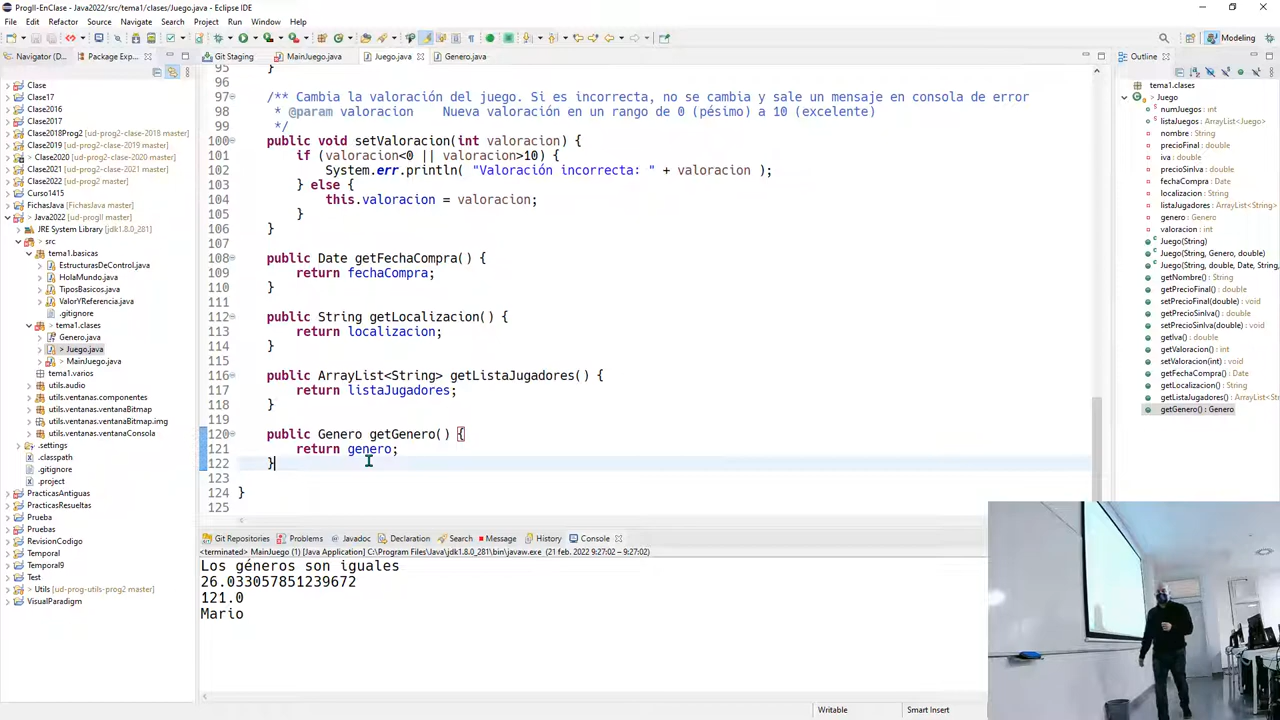 ProgII-EnClase - Java2022/src/tema1/clases/Juego.java - Eclipse IDE
File Edit Refactor Source Navigate Search Project Run Window Help
Navigator (D... Package Exp... Git Staging MainJuego.java Juego.java Genero.java Outline Modeling
Clase
Clase17
Clase2016
Clase2017
Clase2018Prog2 [ud-prog2-clase-2018 master]
Clase2019 [ud-prog2-clase-2019 master]
> Clase2020 [ud-prog2-clase-2020 master]
Clase2021 [ud-prog2-clase-2021 master]
Clase2022 [ud-prog2 master]
Curso1415
FichasJava [ud-progII master]
Java2022 [ud-progII master]
JRE System Library [jdk1.8.0_281]
src
tema1.basicas
EstructurasDeControl.java
HolaMundo.java
TiposBasicos.java
ValorYReferencia.java
.gitignore
> tema1.clases
Genero.java
> Juego.java
> MainJuego.java
tema1.varios
utils.audio
utils.ventanas.componentes
utils.ventanas.ventanaBitmap
utils.ventanas.ventanaBitmap.img
utils.ventanas.ventanaConsola
.settings
.classpath
.gitignore
.project
PracticasAntiguas
PracticasResueltas
Prueba
Pruebas
RevisionCodigo
Temporal
Temporal9
Test
> Utils [ud-prog-utils-prog2 master]
VisualParadigm
95 }
96
97 /** Cambia la valoración del juego. Si es incorrecta, no se cambia y sale un mensaje en consola de error
98 * @param valoracion Nueva valoración en un rango de 0 (pésimo) a 10 (excelente)
99 */
100 public void setValoracion(int valoracion) {
101 if (valoracion<0 || valoracion>10) {
102 System.err.println( "Valoración incorrecta: " + valoracion );
103 } else {
104 this.valoracion = valoracion;
105 }
106 }
107
108 public Date getFechaCompra() {
109 return fechaCompra;
110 }
111
112 public String getLocalizacion() {
113 return localizacion;
114 }
115
116 public ArrayList<String> getListaJugadores() {
117 return listaJugadores;
118 }
119
120 public Genero getGenero() {
121 return genero;
122 }
123
124 }
125
tema1.clases
Juego
numJuegos : int
listaJuegos : ArrayList<Juego>
nombre : String
precioFinal : double
iva : double
precioSinIva : double
fechaCompra : Date
localizacion : String
listaJugadores : ArrayList<String>
genero : Genero
valoracion : int
Juego(String)
Juego(String, Genero, double)
Juego(String, double, Date, String,
getNombre() : String
getPrecioFinal() : double
setPrecioFinal(double) : void
getPrecioSinIva() : double
setPrecioSinIva(double) : void
getIva() : double
getValoracion() : int
setValoracion(int) : void
getFechaCompra() : Date
getLocalizacion() : String
getListaJugadores() : ArrayList<Str
getGenero() : Genero
Git Repositories Problems Javadoc Declaration Search Message History Console
<terminated> MainJuego (1) [Java Application] C:\Program Files\Java\jdk1.8.0_281\bin\javaw.exe (21 feb. 2022 9:27:02 – 9:27:02)
Los géneros son iguales
26.033057851239672
121.0
Mario
Writable Smart Insert